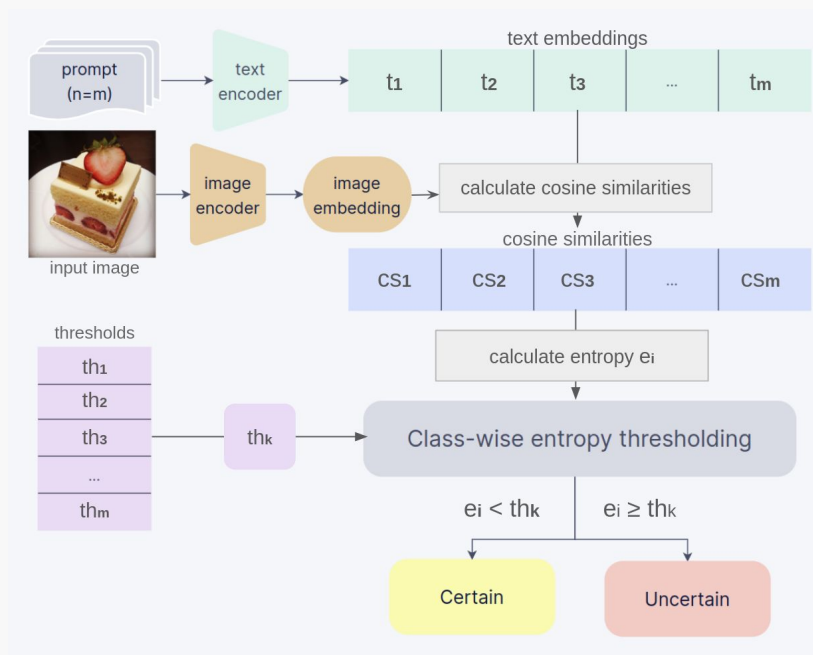 text embeddings
prompt
(n=m)
text
encoder
t1 t2 t3 ... tm
image
encoder
image
embedding
calculate cosine similarities
input image
cosine similarities
cs1 cs2 cs3 ... csm
thresholds
th1
th2
th3
...
thm
thk
calculate entropy ei
Class-wise entropy thresholding
ei < thk
ei ≥ thk
Certain
Uncertain